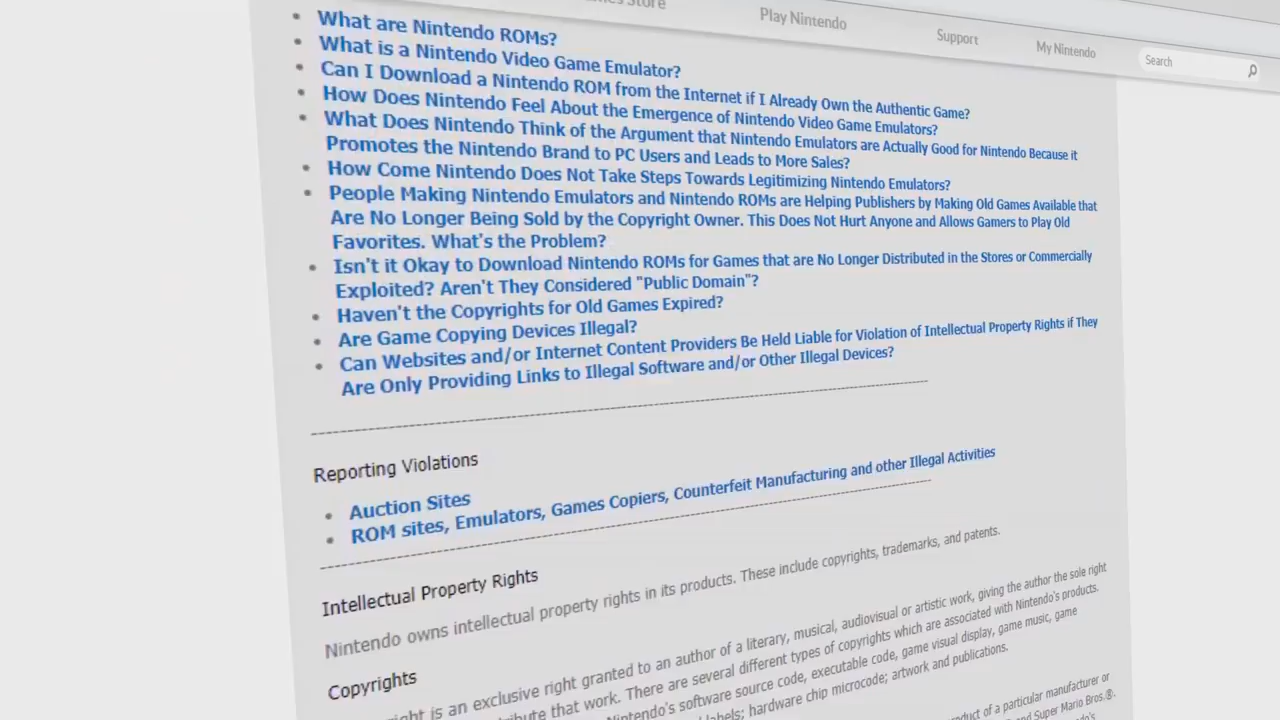 Store
Play Nintendo
Support
My Nintendo
Search
What are Nintendo ROMs?
What is a Nintendo Video Game Emulator?
Can I Download a Nintendo ROM from the Internet if I Already Own the Authentic Game?
How Does Nintendo Feel About the Emergence of Nintendo Video Game Emulators?
What Does Nintendo Think of the Argument that Nintendo Emulators are Actually Good for Nintendo Because it
Promotes the Nintendo Brand to PC Users and Leads to More Sales?
How Come Nintendo Does Not Take Steps Towards Legitimizing Nintendo Emulators?
People Making Nintendo Emulators and Nintendo ROMs are Helping Publishers by Making Old Games Available that
Are No Longer Being Sold by the Copyright Owner. This Does Not Hurt Anyone and Allows Gamers to Play Old
Favorites. What's the Problem?
Isn't it Okay to Download Nintendo ROMs for Games that are No Longer Distributed in the Stores or Commercially
Exploited? Aren't They Considered "Public Domain"?
Haven't the Copyrights for Old Games Expired?
Are Game Copying Devices Illegal?
Can Websites and/or Internet Content Providers Be Held Liable for Violation of Intellectual Property Rights if They
Are Only Providing Links to Illegal Software and/or Other Illegal Devices?
Reporting Violations
Auction Sites
ROM sites, Emulators, Games Copiers, Counterfeit Manufacturing and other Illegal Activities
Intellectual Property Rights
Nintendo owns intellectual property rights in its products. These include copyrights, trademarks, and patents.
Copyrights
is an exclusive right granted to an author of a literary, musical, audiovisual or artistic work, giving the author the sole right
that work. There are several different types of copyrights which are associated with Nintendo's products.
Nintendo's software source code, executable code, game visual display, game music, game
labels; hardware chip microcode; artwork and publications.
of a particular manufacturer or
and Super Mario Bros.®.